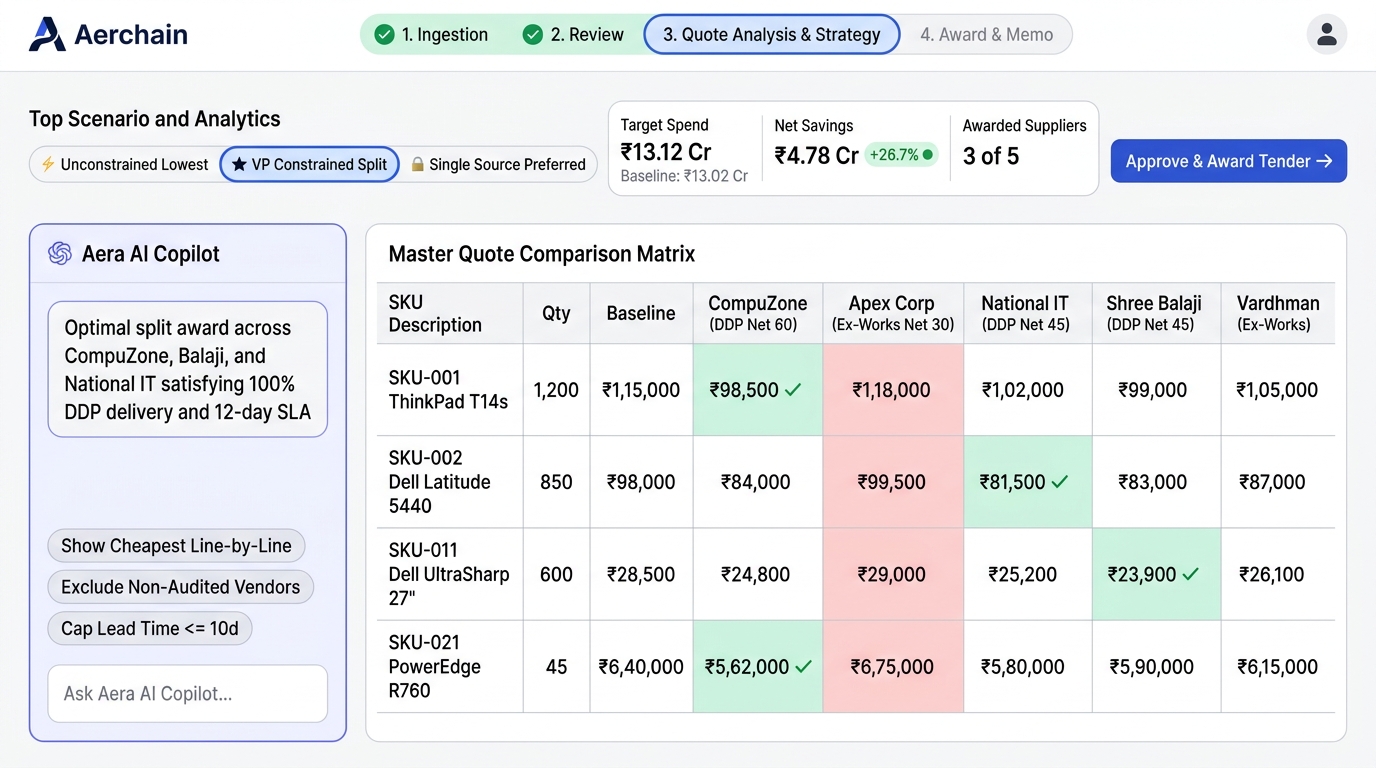 Aerchain
1. Ingestion
2. Review
3. Quote Analysis & Strategy
4. Award & Memo
Top Scenario and Analytics
Unconstrained Lowest
VP Constrained Split
Single Source Preferred
Target Spend
₹13.12 Cr
Baseline: ₹13.02 Cr
Net Savings
₹4.78 Cr +26.7%
Awarded Suppliers
3 of 5
Approve & Award Tender →
Aera AI Copilot
Optimal split award across
CompuZone, Balaji, and
National IT satisfying 100%
DDP delivery and 12-day SLA
Show Cheapest Line-by-Line
Exclude Non-Audited Vendors
Cap Lead Time <= 10d
Ask Aera AI Copilot...
Master Quote Comparison Matrix
SKU
Description
Qty
Baseline
CompuZone
(DDP Net 60)
Apex Corp
(Ex-Works Net 30)
National IT
(DDP Net 45)
Shree Balaji
(DDP Net 45)
Vardhman
(Ex-Works)
SKU-001
ThinkPad T14s
1,200
₹1,15,000
₹98,500 ✓
₹1,18,000
₹1,02,000
₹99,000
₹1,05,000
SKU-002
Dell Latitude
5440
850
₹98,000
₹84,000
₹99,500
₹81,500 ✓
₹83,000
₹87,000
SKU-011
Dell UltraSharp
27"
600
₹28,500
₹24,800
₹29,000
₹25,200
₹23,900 ✓
₹26,100
SKU-021
PowerEdge
R760
45
₹6,40,000
₹5,62,000 ✓
₹6,75,000
₹5,80,000
₹5,90,000
₹6,15,000